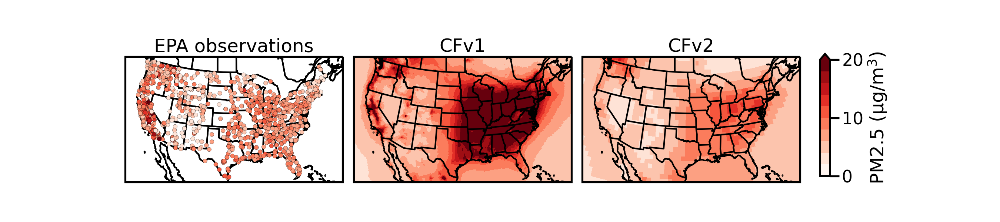 EPA observations
CFv1
CFv2
20
10
0
PM2.5 (µg/m³)